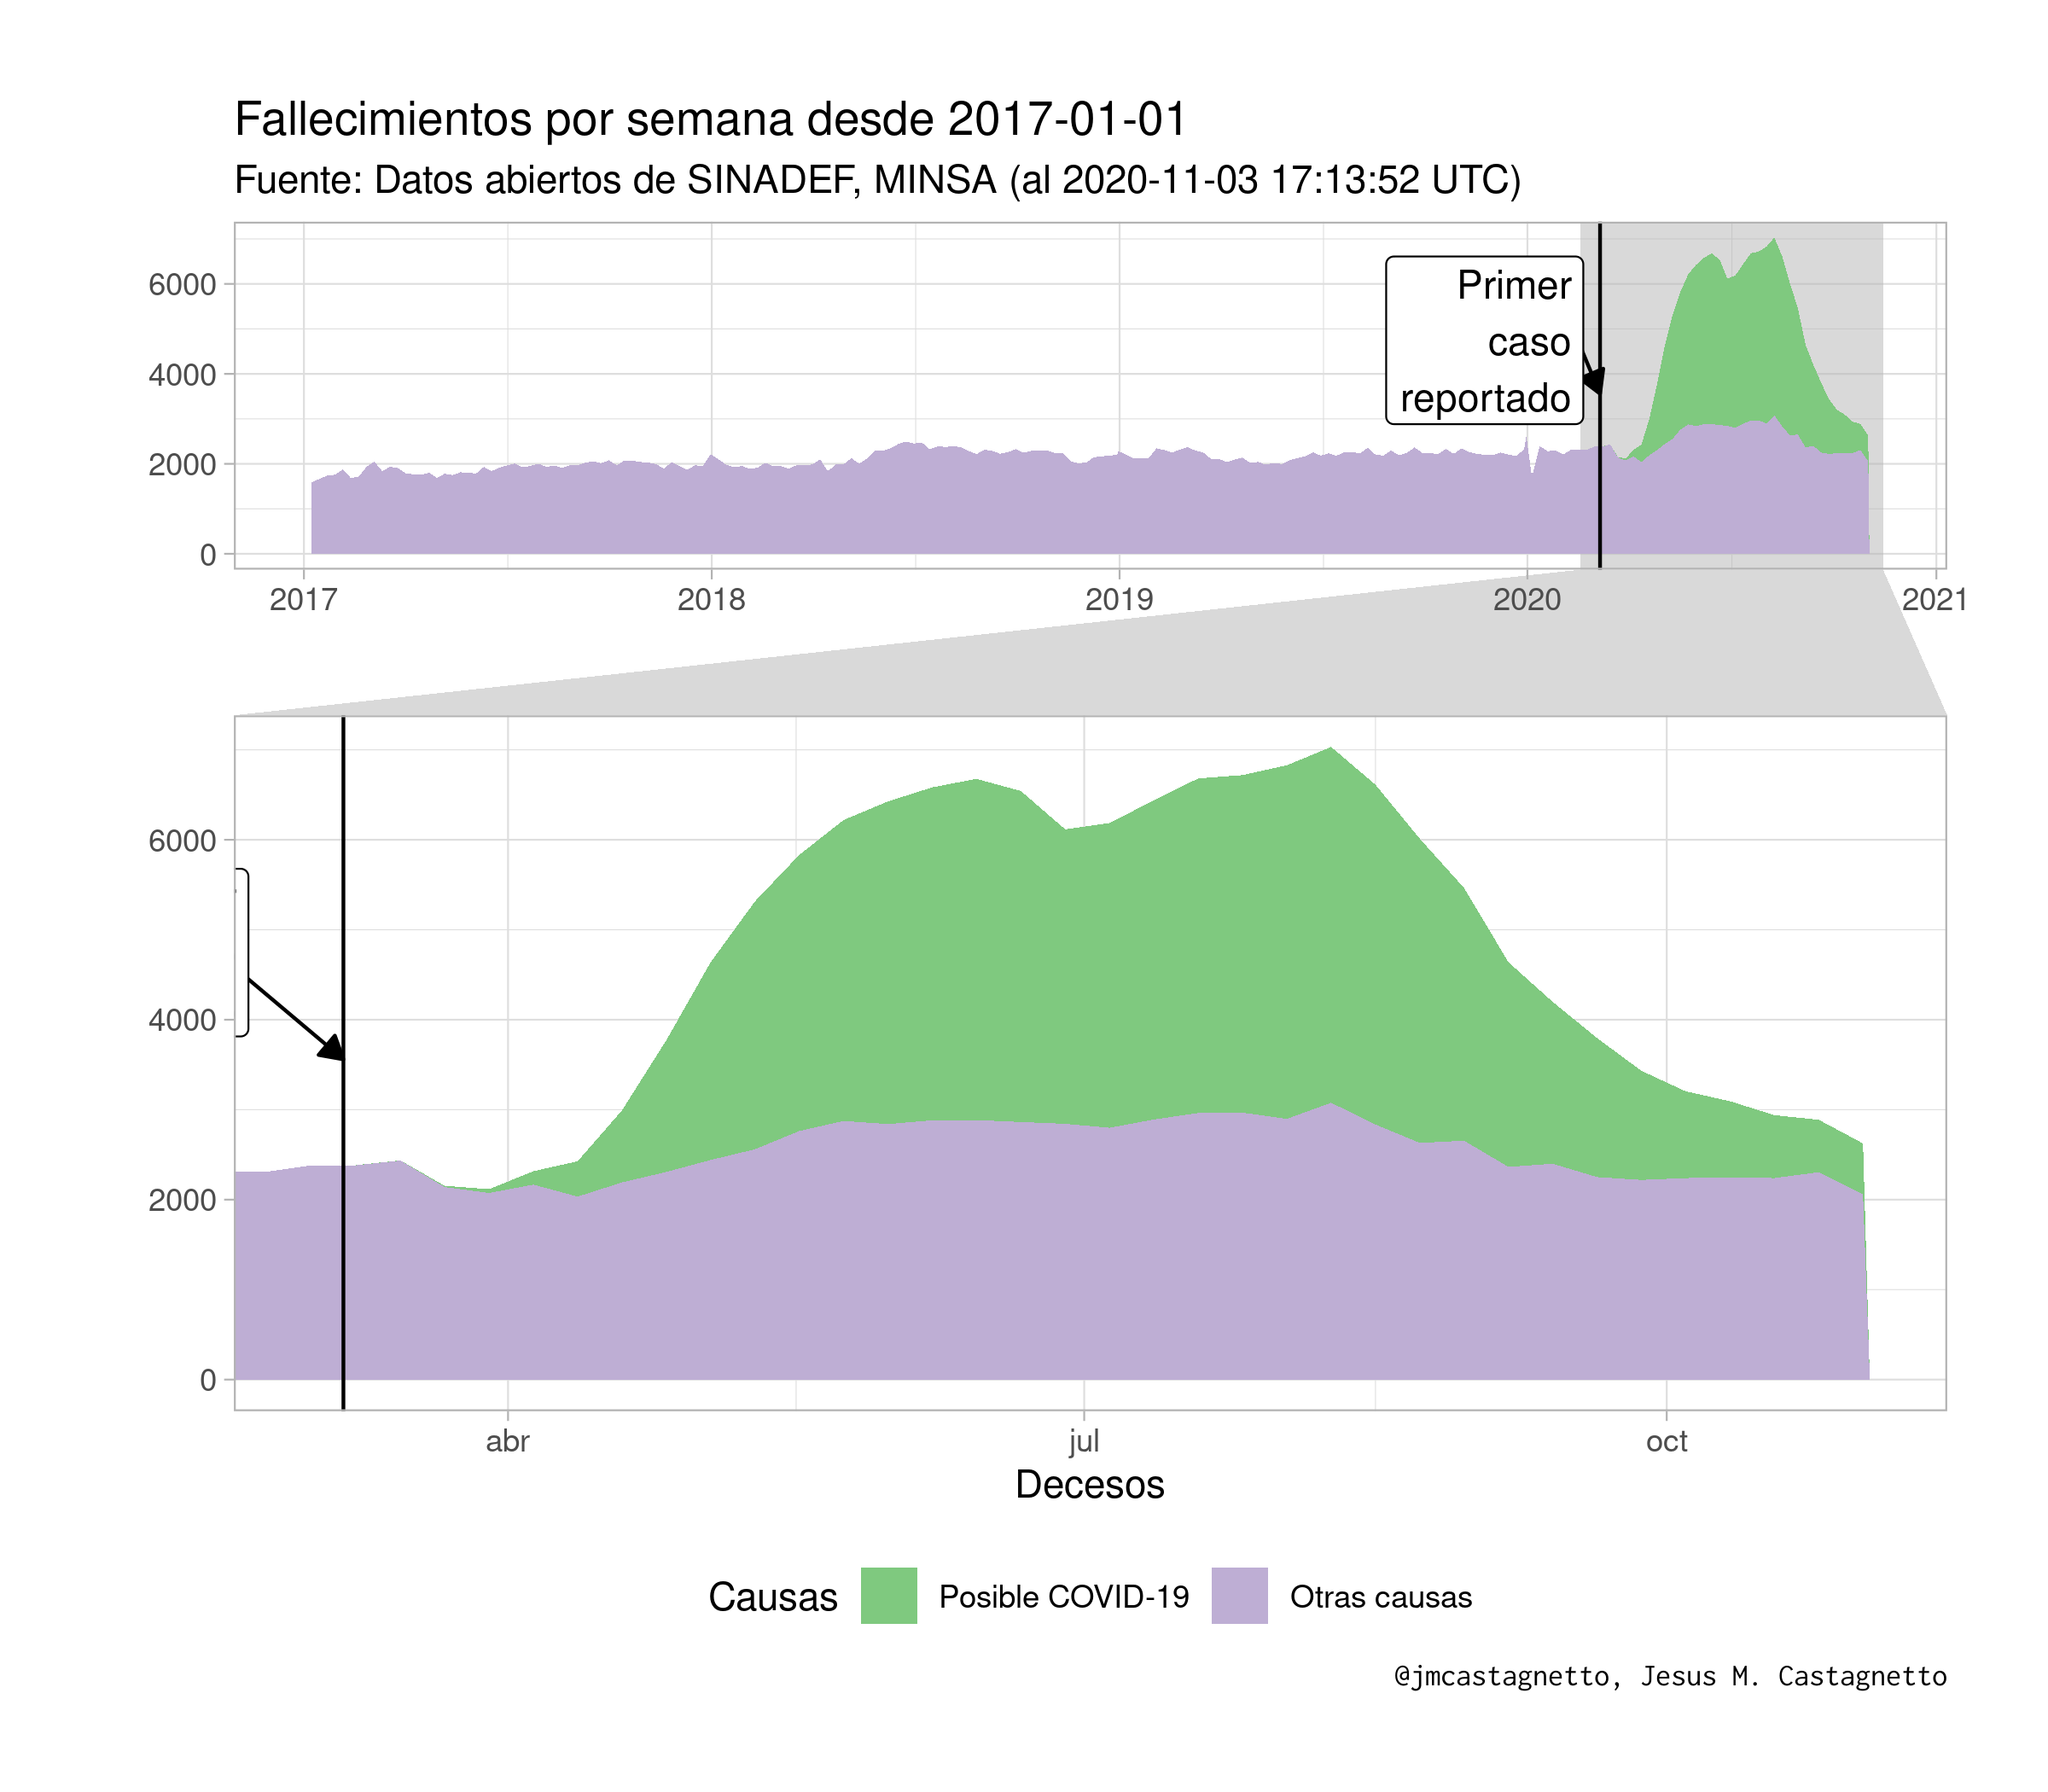 Fallecimientos por semana desde 2017-01-01
Fuente: Datos abiertos de SINADEF, MINSA (al 2020-11-03 17:13:52 UTC)
6000
4000
2000
0
Primer
caso
reportado
2017
2018
2019
2020
2021
6000
4000
2000
0
abr
jul
oct
Decesos
Causas
Posible COVID-19
Otras causas
@jmcastagnetto, Jesus M. Castagnetto